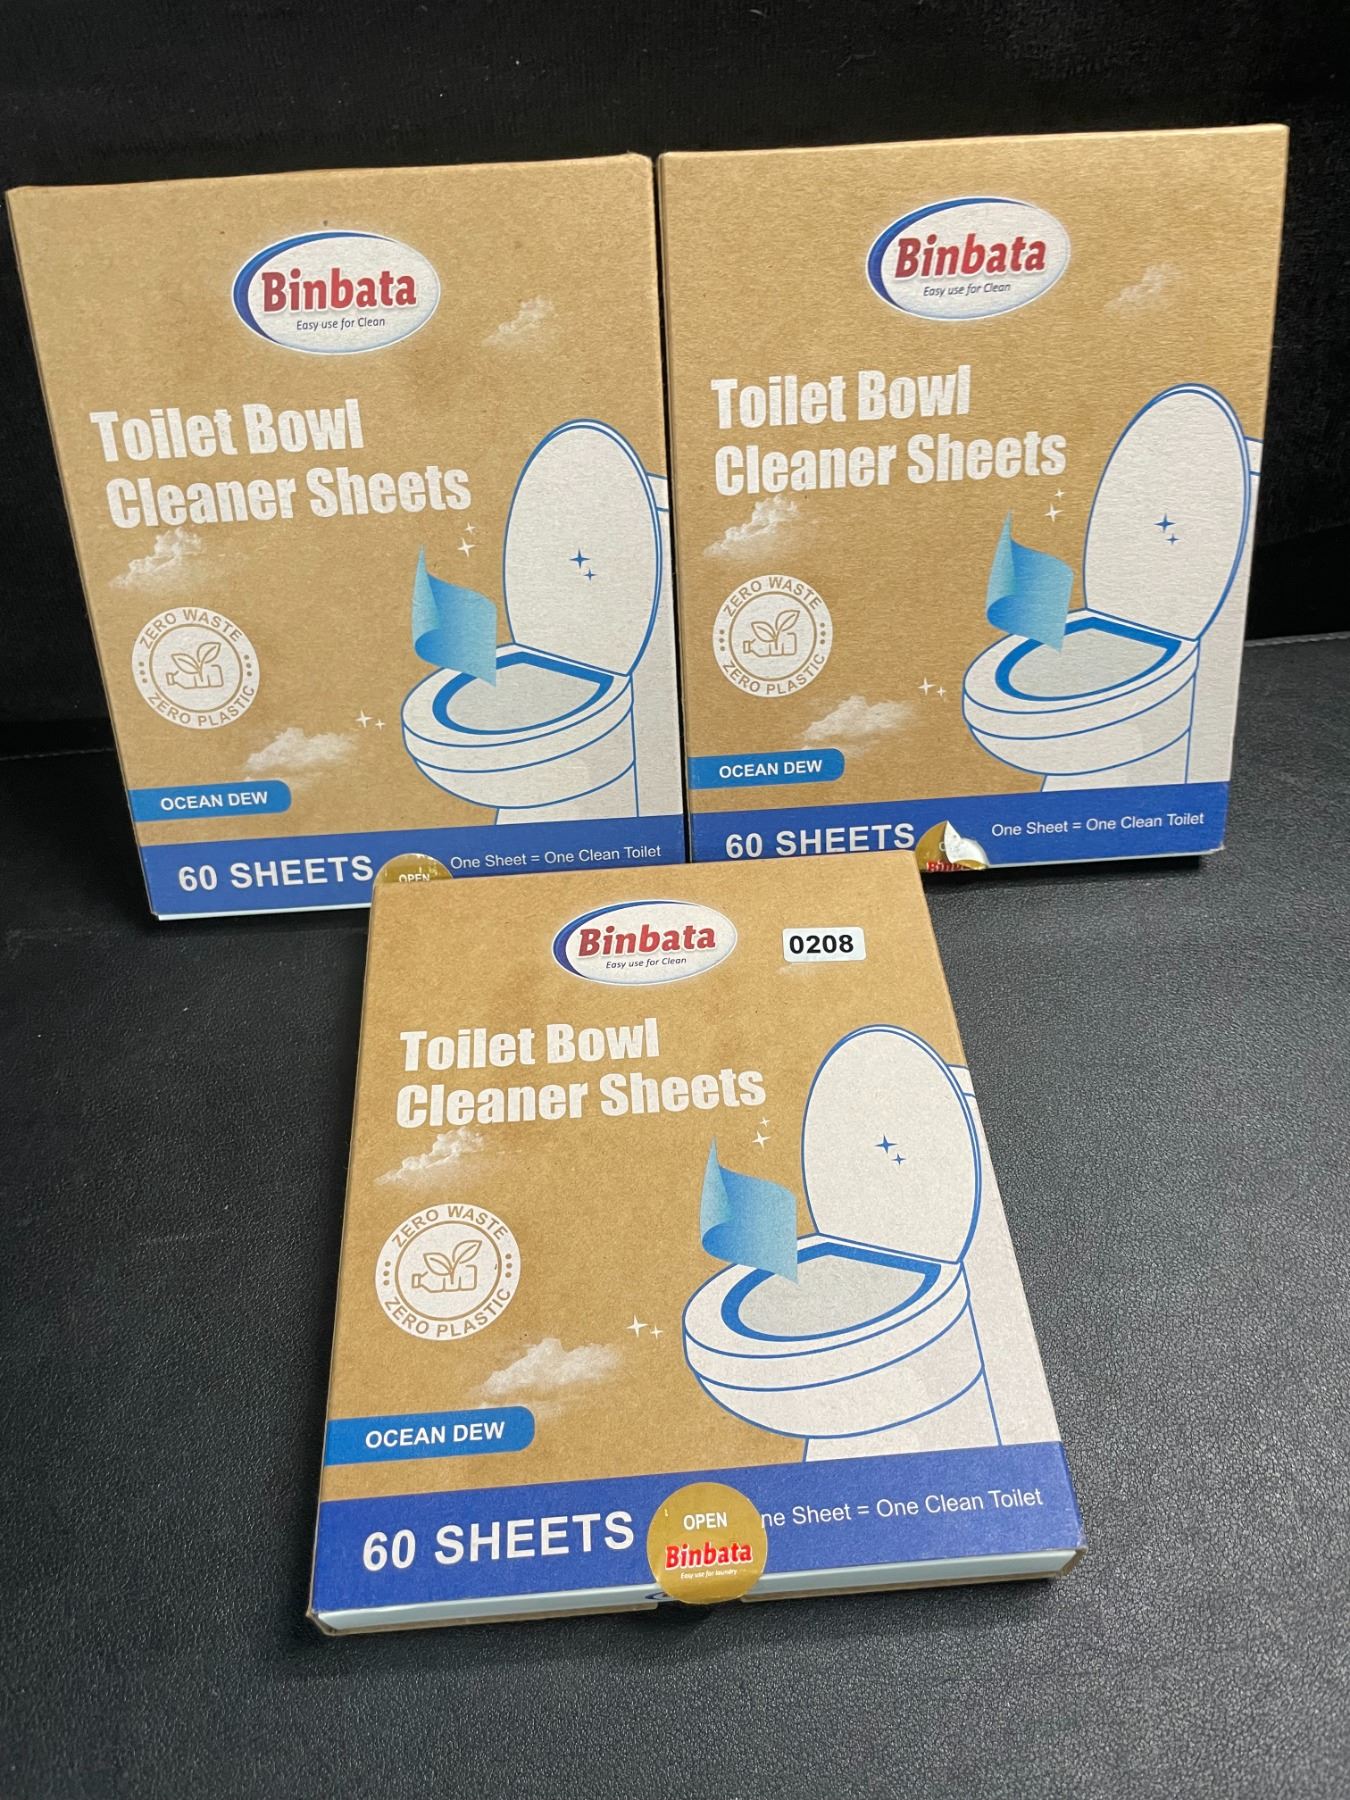 Binbata
Easy use for Clean
Toilet Bowl
Cleaner Sheets
ZERO WASTE
ZERO PLASTIC
OCEAN DEW
60 SHEETS
One Sheet = One Clean Toilet
OPEN
Binbata
Easy use for Clean
Toilet Bowl
Cleaner Sheets
ZERO WASTE
ZERO PLASTIC
OCEAN DEW
60 SHEETS
One Sheet = One Clean Toilet
Binbata
Easy use for Clean
0208
Toilet Bowl
Cleaner Sheets
ZERO WASTE
ZERO PLASTIC
OCEAN DEW
60 SHEETS
ne Sheet = One Clean Toilet
OPEN
Binbata
Easy use for laundry